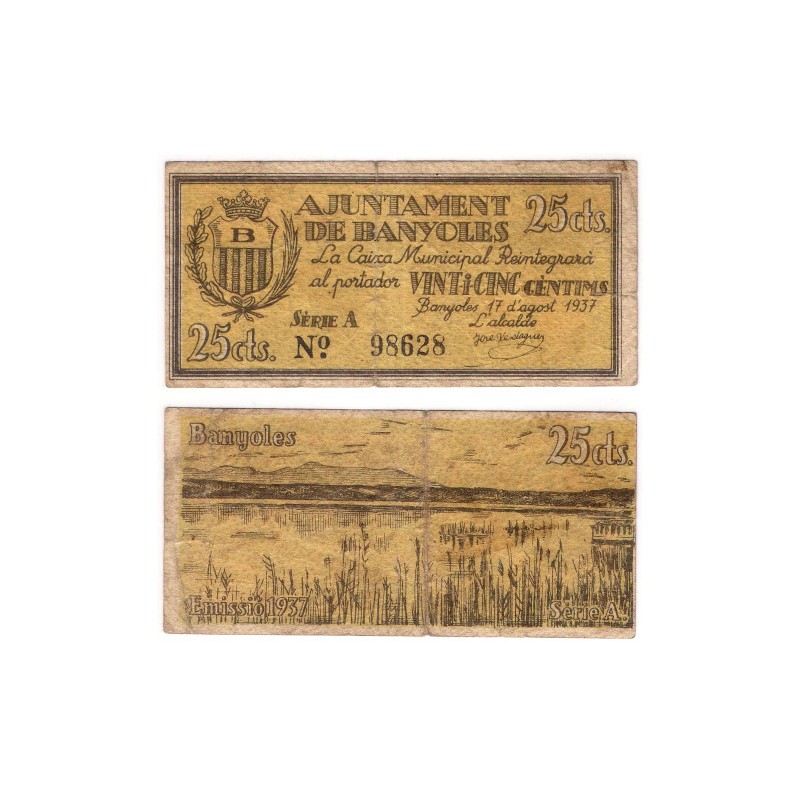 B
AJUNTAMENT
DE BANYOLES
25cts.
La Caixa Municipal Reintegrarà
al portador VINT-i-CINC CÈNTIMS
Banyoles 17 d'agost 1937
L'alcalde
SÈRIE A
25cts. Nº 98628
Banyoles
25cts.
Emissió 1937
Sèrie A.